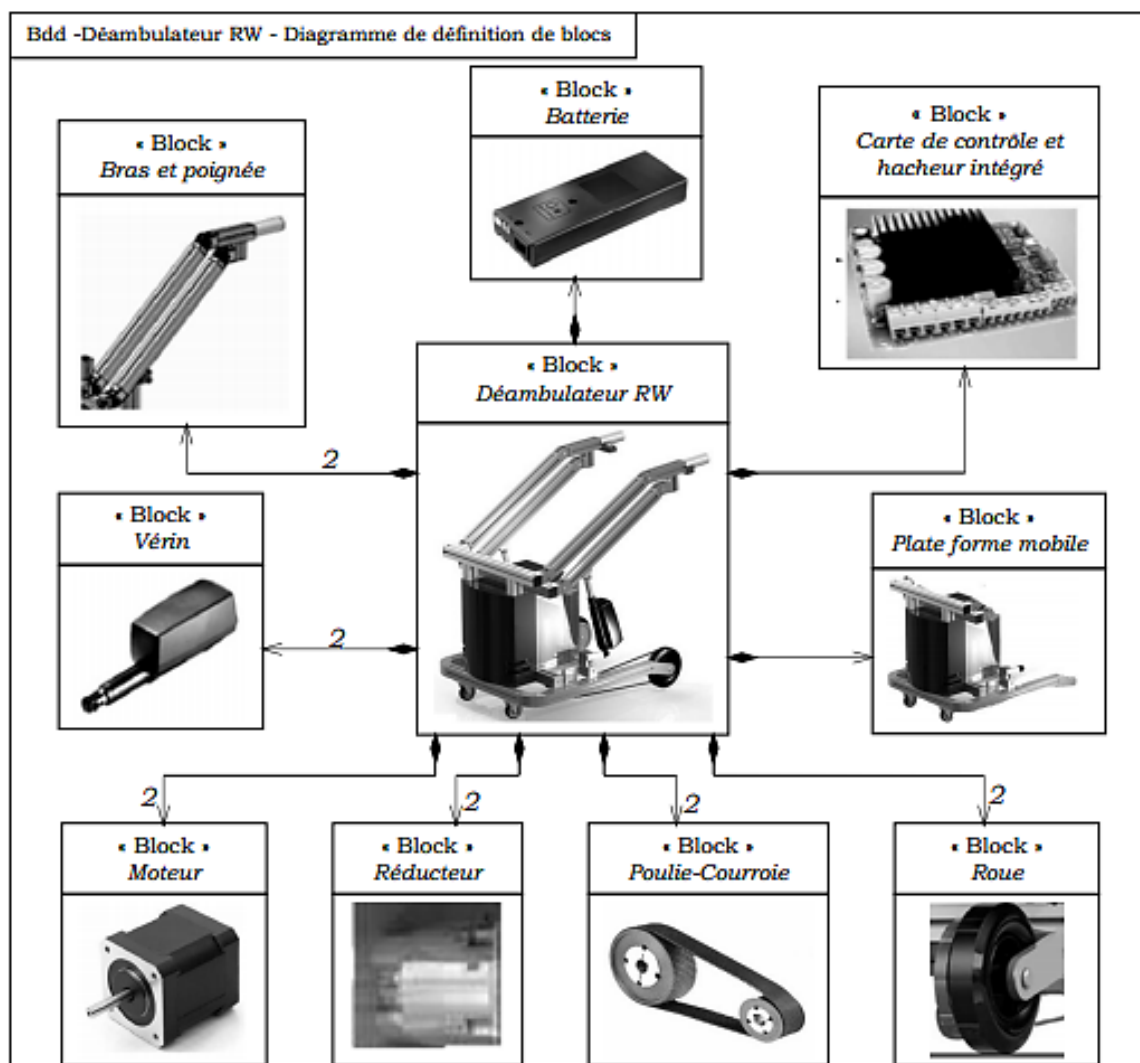 Bdd -Déambulateur RW - Diagramme de définition de blocs
« Block »
Batterie
« Block »
Carte de contrôle et
hacheur intégré
« Block »
Bras et poignée
« Block »
Déambulateur RW
2
« Block »
Vérin
2
« Block »
Plate forme mobile
2
2
2
2
« Block »
Moteur
« Block »
Réducteur
« Block »
Poulie-Courroie
« Block »
Roue